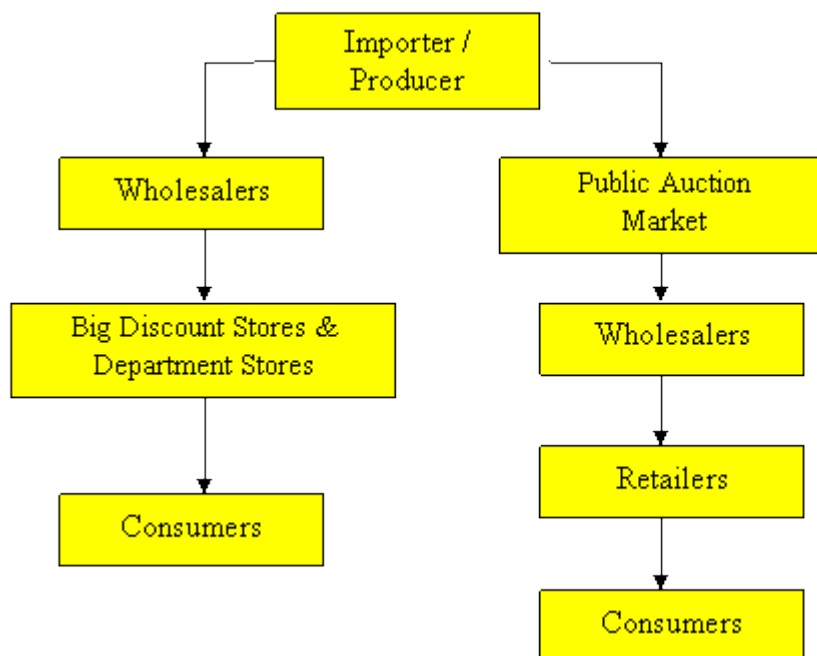 Importer /
Producer
Wholesalers
Public Auction
Market
Big Discount Stores &
Department Stores
Wholesalers
Retailers
Consumers
Consumers